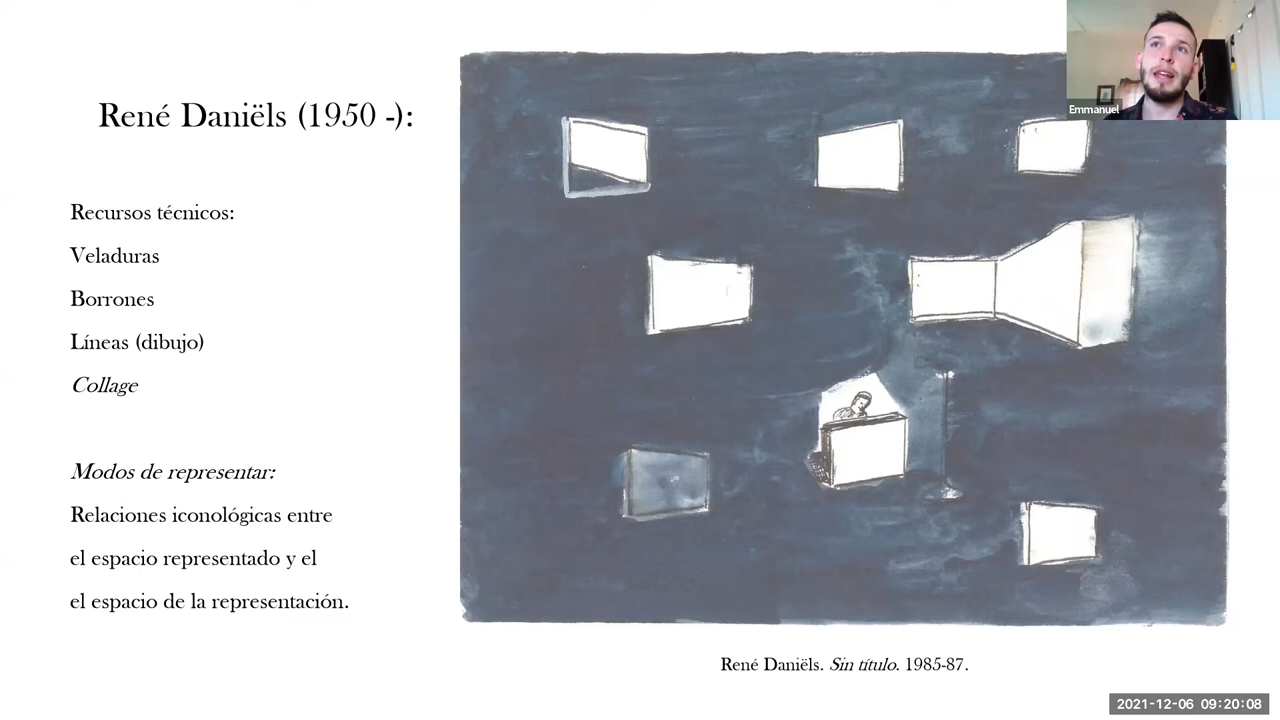 René Daniëls (1950 -):
Recursos técnicos:
Veladuras
Borrones
Líneas (dibujo)
Collage
Modos de representar:
Relaciones iconológicas entre
el espacio representado y el
el espacio de la representación.
Emmanuel
René Daniëls. Sin título. 1985-87.
2021-12-06 09:20:08